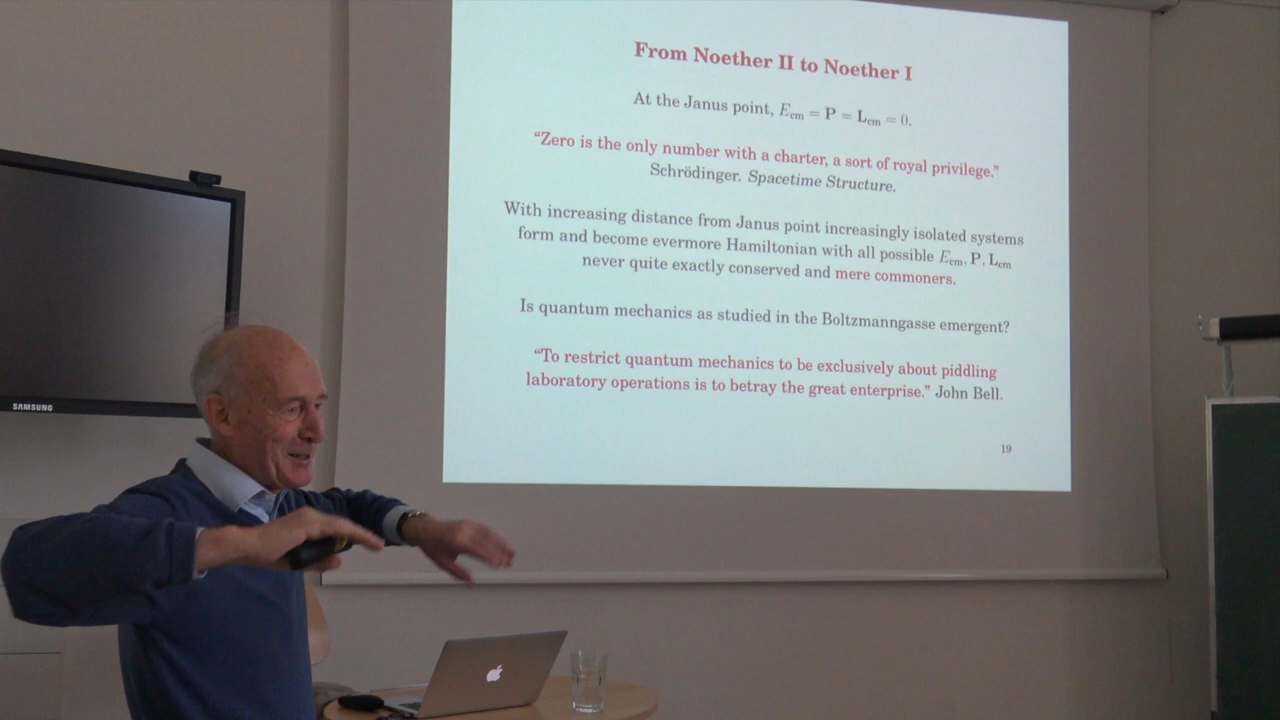 From Noether II to Noether I
At the Janus point, E_cm = P = L_cm = 0.
“Zero is the only number with a charter, a sort of royal privilege.”
Schrödinger. Spacetime Structure.
With increasing distance from Janus point increasingly isolated systems
form and become evermore Hamiltonian with all possible E_cm, P, L_cm
never quite exactly conserved and mere commoners.
Is quantum mechanics as studied in the Boltzmanngasse emergent?
“To restrict quantum mechanics to be exclusively about piddling
laboratory operations is to betray the great enterprise.” John Bell.
19
SAMSUNG